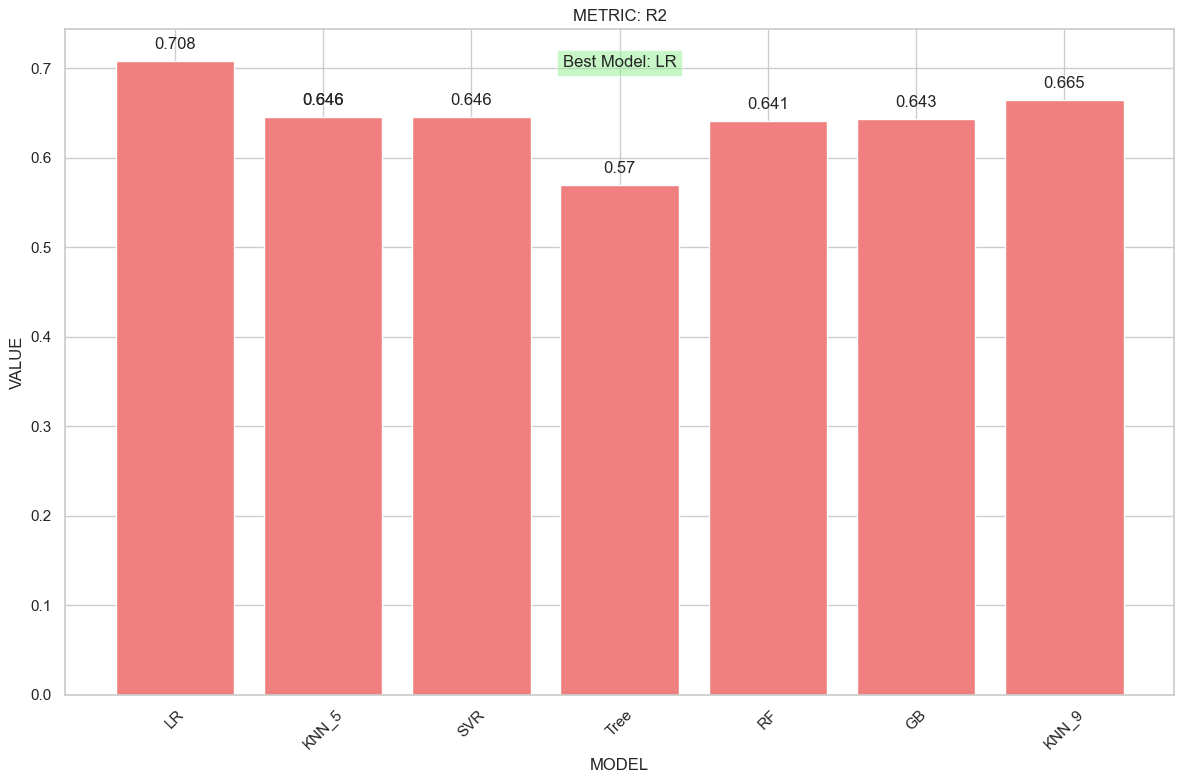 METRIC: R2
0.708
Best Model: LR
0.646
0.646
0.57
0.641
0.643
0.665
VALUE
0.7
0.6
0.5
0.4
0.3
0.2
0.1
0.0
LR
KNN_5
SVR
Tree
RF
GB
KNN_9
MODEL